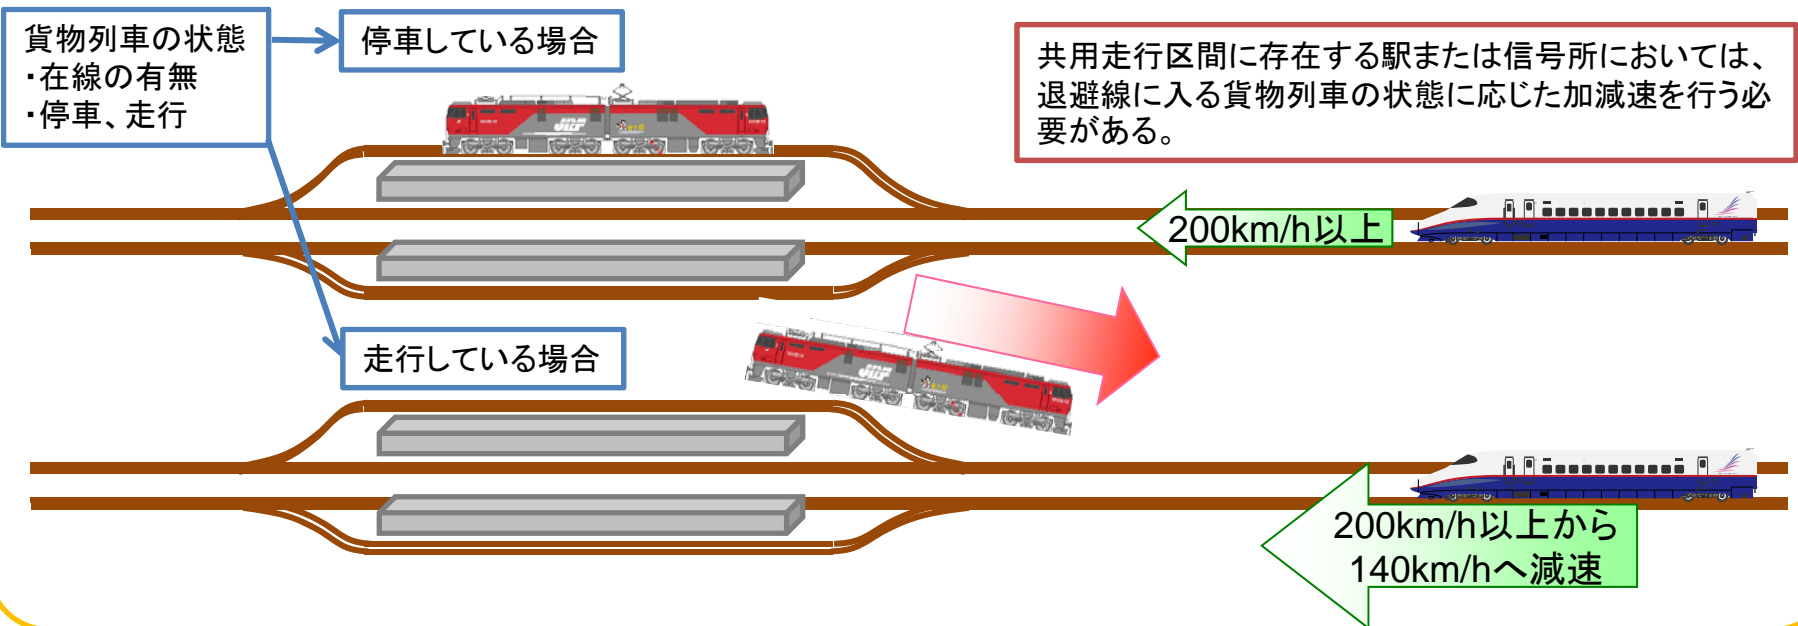 貨物列車の状態
・在線の有無
・停車、走行
停車している場合
共用走行区間に存在する駅または信号所においては、
退避線に入る貨物列車の状態に応じた加減速を行う必
要がある。
200km/h以上
走行している場合
200km/h以上から
140km/hへ減速